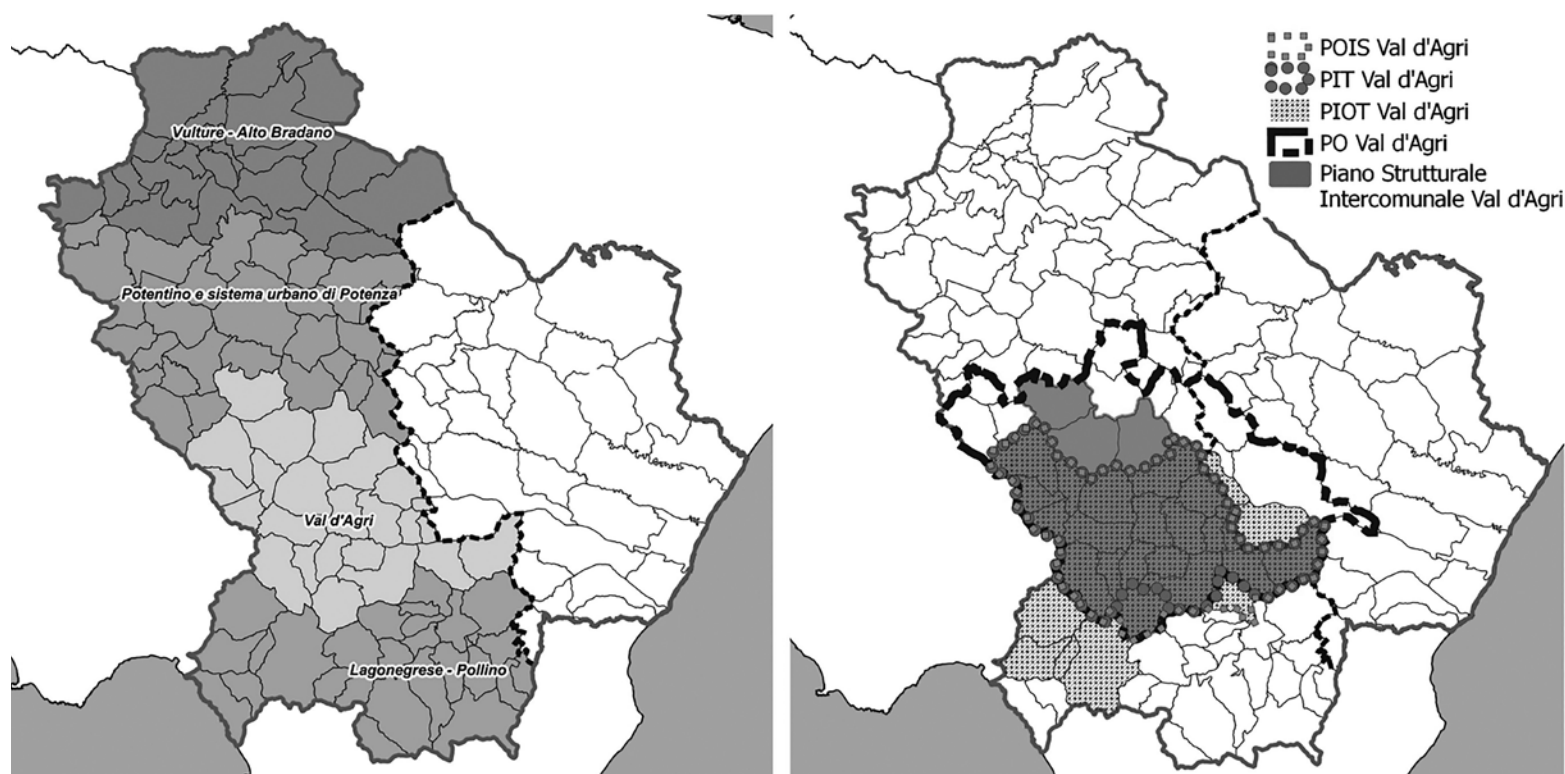 Vulture - Alto Bradano
Potentino e sistema urbano di Potenza
Val d'Agri
Lagonegrese - Pollino
POIS Val d'Agri
PIT Val d'Agri
PIOT Val d'Agri
PO Val d'Agri
Piano Strutturale
Intercomunale Val d'Agri